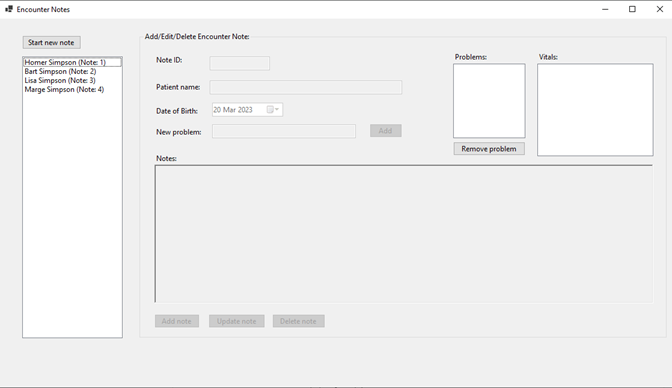 Encounter Notes
Start new note
Homer Simpson (Note: 1)
Bart Simpson (Note: 2)
Lisa Simpson (Note: 3)
Marge Simpson (Note: 4)
Add/Edit/Delete Encounter Note:
Note ID:
Patient name:
Date of Birth:
20 Mar 2023
New problem:
Add
Problems:
Remove problem
Vitals:
Notes:
Add note
Update note
Delete note